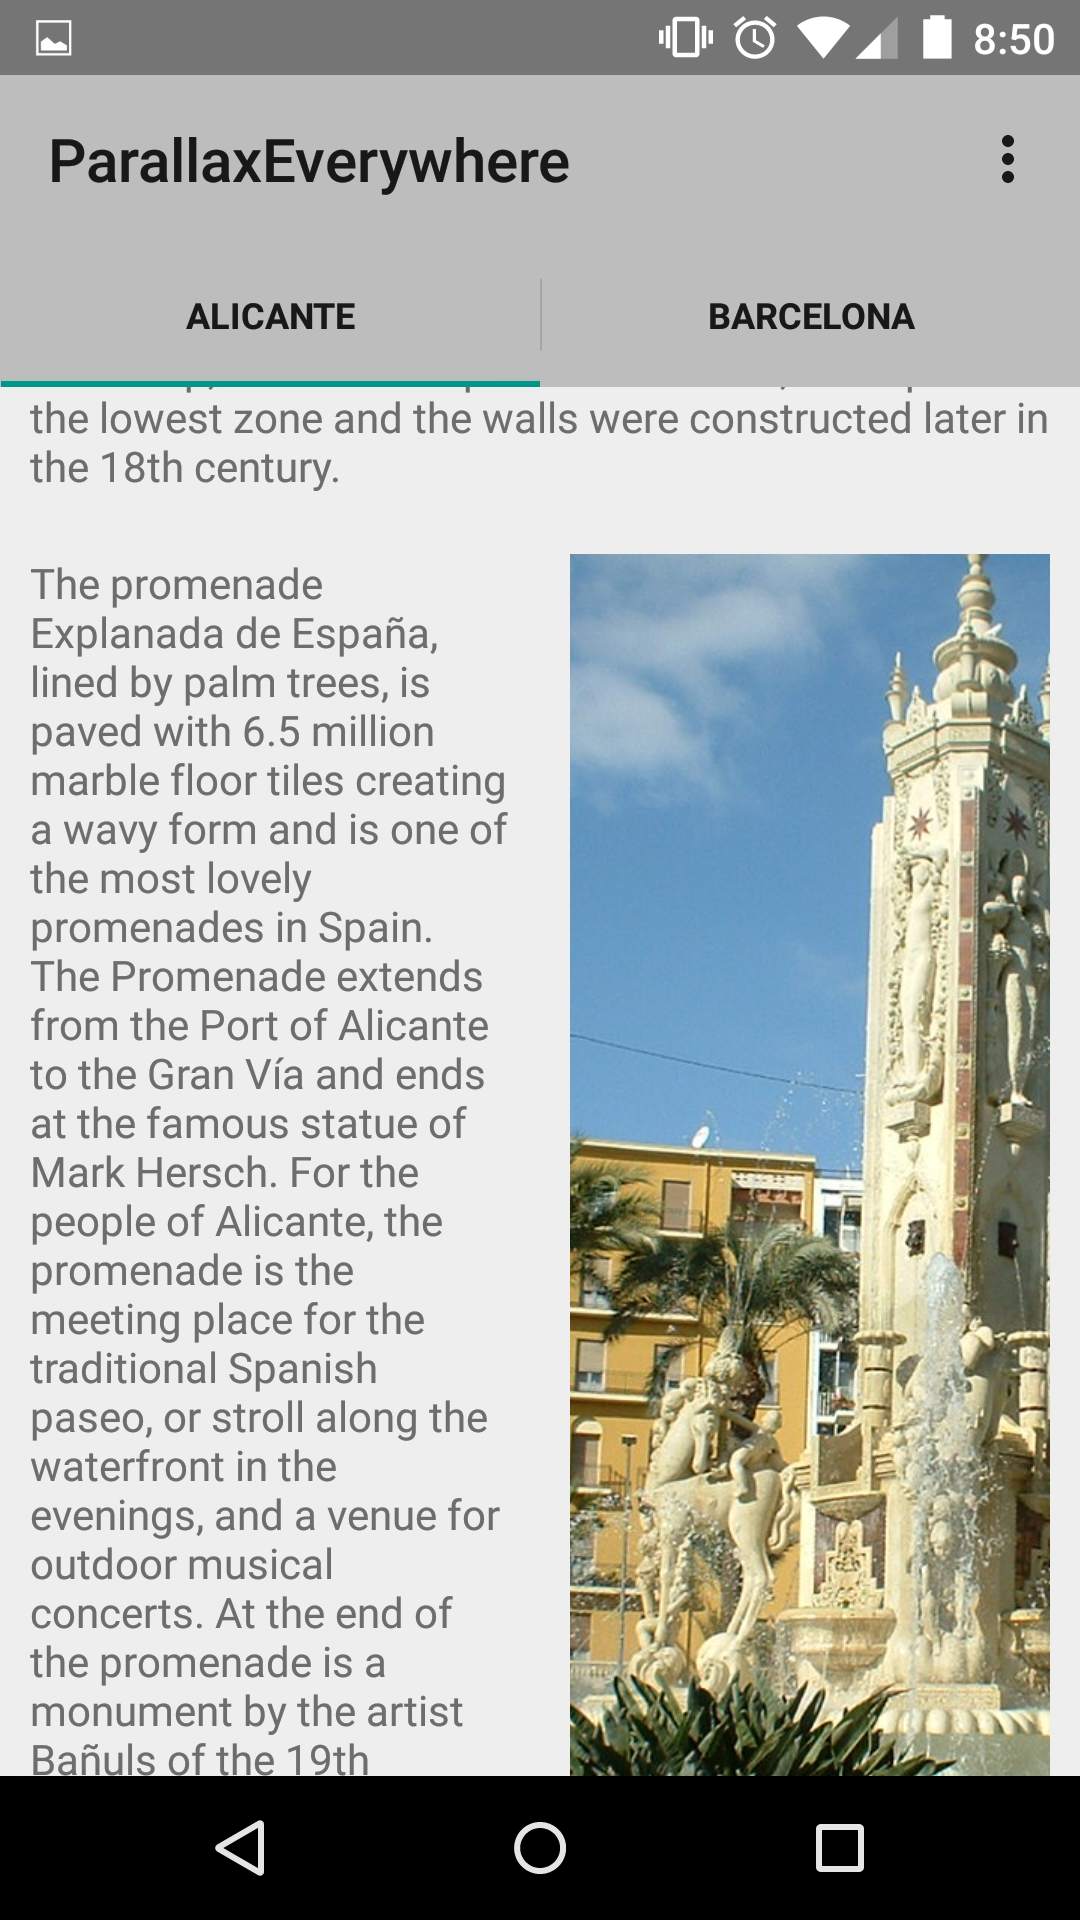 8:50
ParallaxEverywhere
ALICANTE
BARCELONA
the lowest zone and the walls were constructed later in
the 18th century.
The promenade
Explanada de España,
lined by palm trees, is
paved with 6.5 million
marble floor tiles creating
a wavy form and is one of
the most lovely
promenades in Spain.
The Promenade extends
from the Port of Alicante
to the Gran Vía and ends
at the famous statue of
Mark Hersch. For the
people of Alicante, the
promenade is the
meeting place for the
traditional Spanish
paseo, or stroll along the
waterfront in the
evenings, and a venue for
outdoor musical
concerts. At the end of
the promenade is a
monument by the artist
Bañuls of the 19th